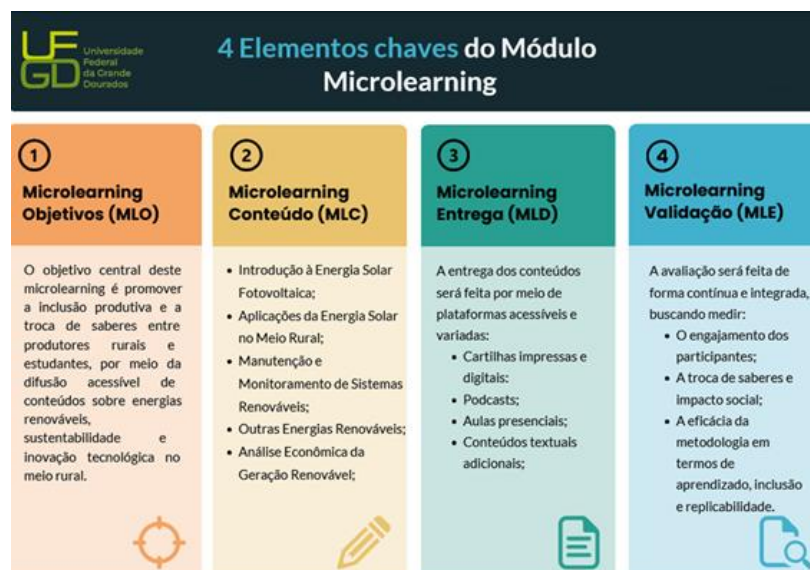 UFGD
Universidade
Federal
da Grande
Dourados
4 Elementos chaves do Módulo
Microlearning
1
Microlearning
Objetivos (MLO)
O objetivo central deste
microlearning é promover
a inclusão produtiva e a
troca de saberes entre
produtores rurais e
estudantes, por meio da
difusão acessível de
conteúdos sobre energias
renováveis,
sustentabilidade e
inovação tecnológica no
meio rural.
2
Microlearning
Conteúdo (MLC)
• Introdução à Energia Solar
Fotovoltaica;
• Aplicações da Energia Solar
no Meio Rural;
• Manutenção e
Monitoramento de Sistemas
Renováveis;
• Outras Energias Renováveis;
• Análise Econômica da
Geração Renovável;
3
Microlearning
Entrega (MLD)
A entrega dos conteúdos
será feita por meio de
plataformas acessíveis e
variadas:
• Cartilhas impressas e
digitais:
• Podcasts;
• Aulas presenciais;
• Conteúdos textuais
adicionais;
4
Microlearning
Validação (MLE)
A avaliação será feita de
forma contínua e integrada,
buscando medir:
• O engajamento dos
participantes;
• A troca de saberes e
impacto social;
• A eficácia da
metodologia em
termos de
aprendizado, inclusão
e replicabilidade.